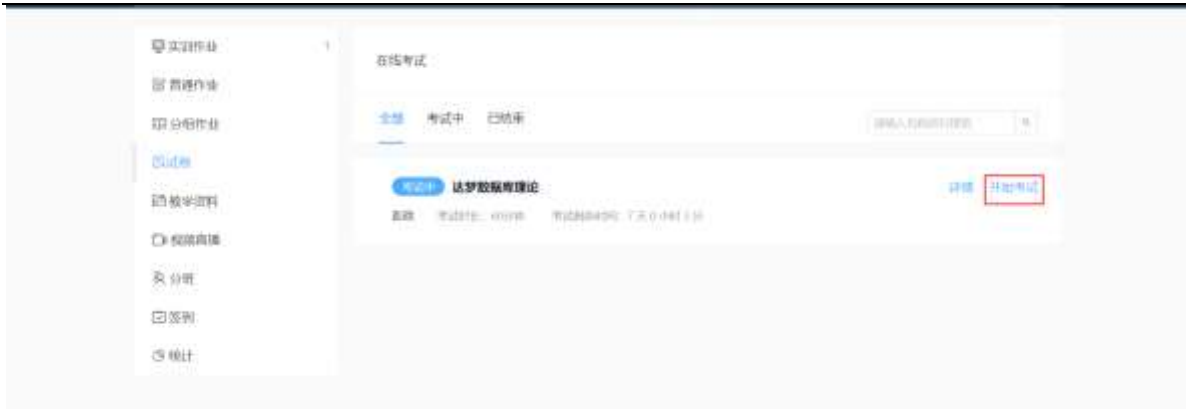 实训作业 1
普通作业
分组作业
试卷
教学资料
视频直播
分班
签到
统计
在线考试
全部 考试中 已结束
考试中 达梦数据库理论
详情 开始考试